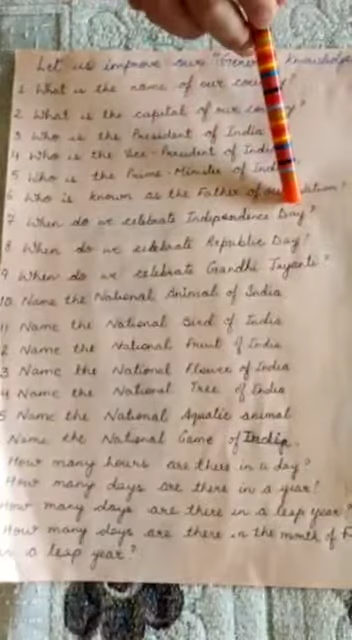 Let us improve our "General knowledge
1 What is the name of our country?
2 What is the capital of our country?
3 Who is the President of India
4 Who is the Vice-President of India
5 Who is the Prime-Minister of India
6 Who is known as the Father of our Nation?
7 When do we celebrate Independence Day?
8 When do we celebrate Republic Day?
9 When do we celebrate Gandhi Jayanti?
10. Name the National Animal of India
11 Name the National Bird of India
2 Name the National Fruit of India
3 Name the National Flower of India
4 Name the National Tree of India
5 Name the National Aquatic animal
Name the National Game of India.
How many hours are there in a day?
How many days are there in a year?
How many days are there in a leap year?
How many days are there in the month of F
in a leap year?